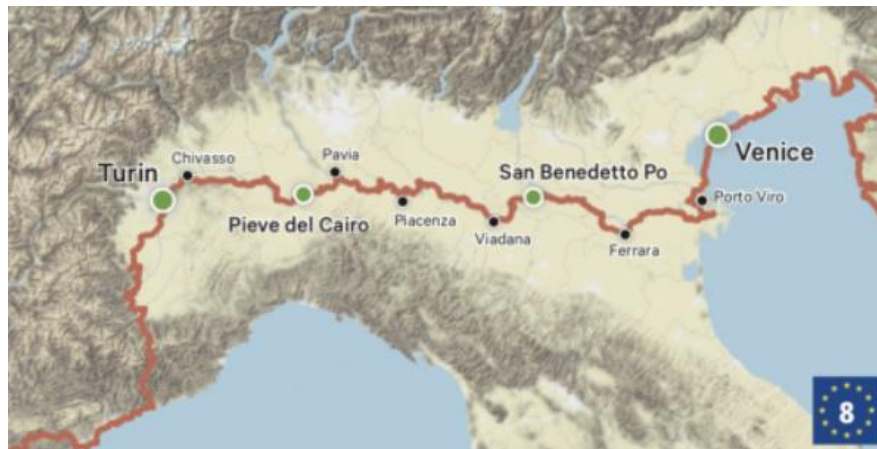 Turin
Chivasso
Pieve del Cairo
Pavia
Piacenza
Viadana
San Benedetto Po
Ferrara
Porto Viro
Venice
8